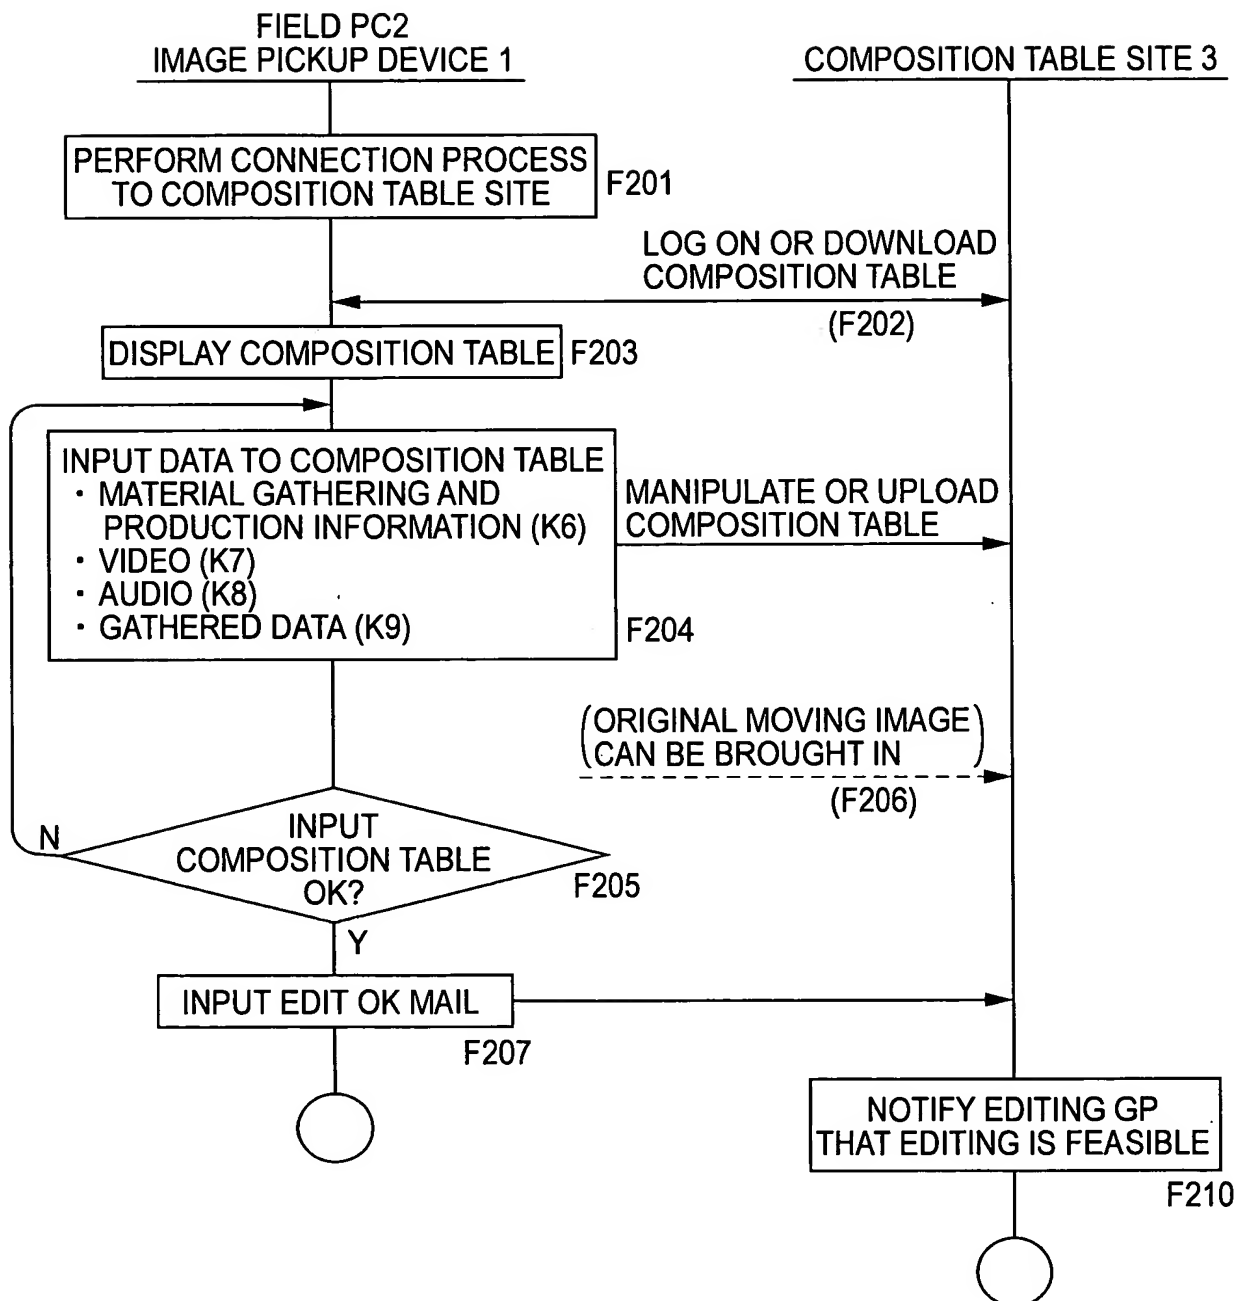 FIELD PC2
IMAGE PICKUP DEVICE 1
COMPOSITION TABLE SITE 3
PERFORM CONNECTION PROCESS
TO COMPOSITION TABLE SITE
F201
LOG ON OR DOWNLOAD
COMPOSITION TABLE
(F202)
DISPLAY COMPOSITION TABLE
F203
INPUT DATA TO COMPOSITION TABLE
· MATERIAL GATHERING AND
PRODUCTION INFORMATION (K6)
· VIDEO (K7)
· AUDIO (K8)
· GATHERED DATA (K9)
F204
MANIPULATE OR UPLOAD
COMPOSITION TABLE
(ORIGINAL MOVING IMAGE
CAN BE BROUGHT IN)
(F206)
N
INPUT
COMPOSITION TABLE
OK?
F205
Y
INPUT EDIT OK MAIL
F207
NOTIFY EDITING GP
THAT EDITING IS FEASIBLE
F210